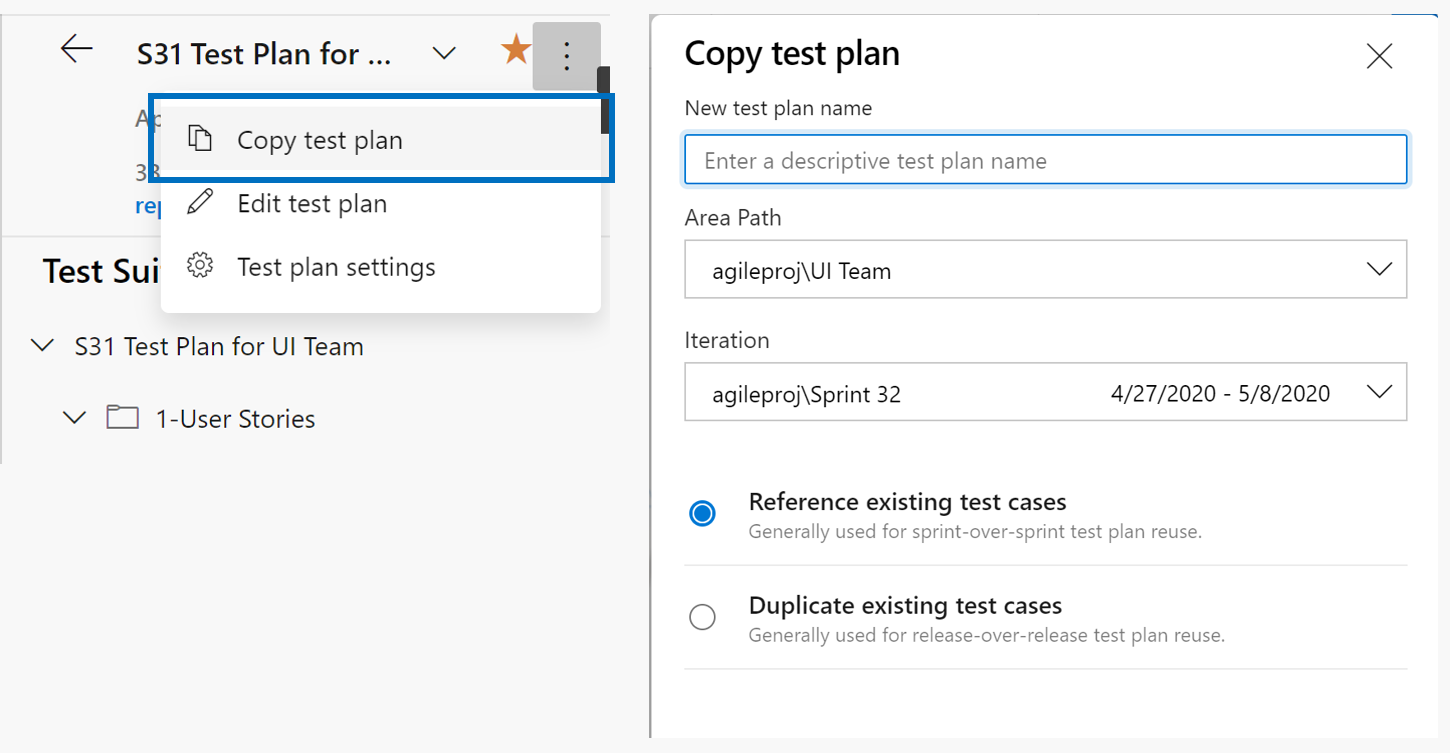 S31 Test Plan for ...
Ap
Copy test plan
33
Edit test plan
rep
Test plan settings
Test Sui
S31 Test Plan for UI Team
1-User Stories
Copy test plan
New test plan name
Enter a descriptive test plan name
Area Path
agileproj\UI Team
Iteration
agileproj\Sprint 32 4/27/2020 - 5/8/2020
Reference existing test cases
Generally used for sprint-over-sprint test plan reuse.
Duplicate existing test cases
Generally used for release-over-release test plan reuse.